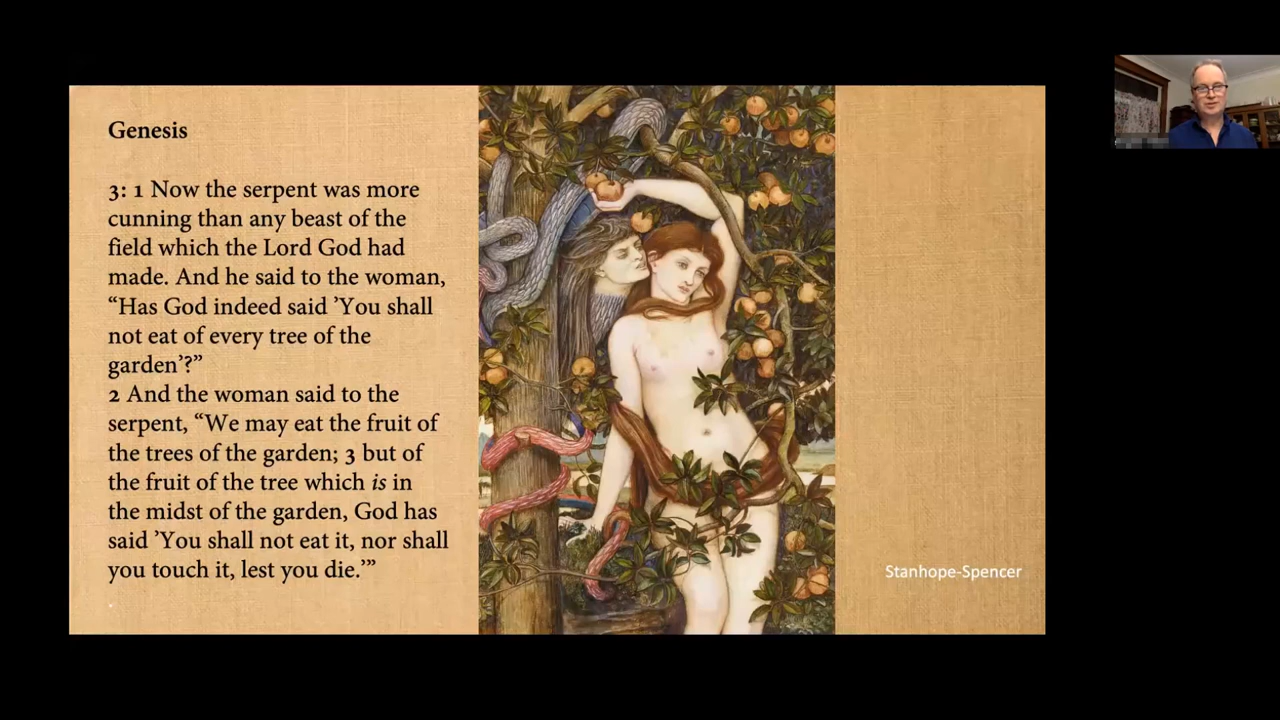 Genesis
3: 1 Now the serpent was more
cunning than any beast of the
field which the Lord God had
made. And he said to the woman,
“Has God indeed said ’You shall
not eat of every tree of the
garden’?”
2 And the woman said to the
serpent, “We may eat the fruit of
the trees of the garden; 3 but of
the fruit of the tree which is in
the midst of the garden, God has
said ’You shall not eat it, nor shall
you touch it, lest you die.’”
Stanhope-Spencer